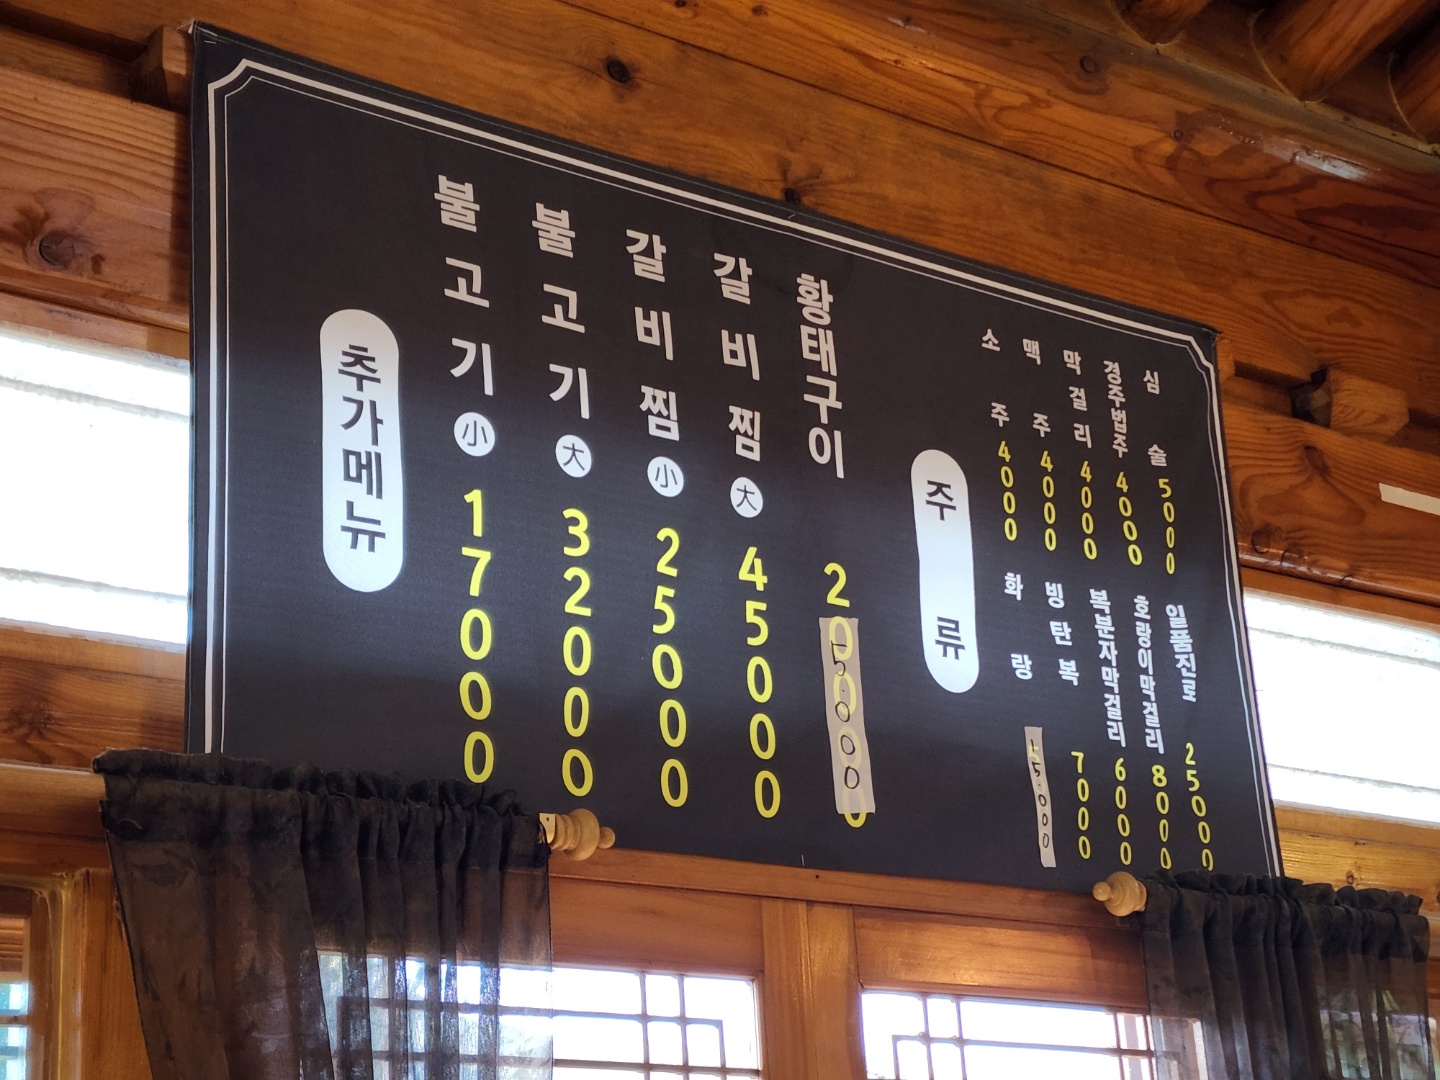 추가메뉴
불고기 小 17000
불고기 大 32000
갈비찜 小 25000
갈비찜 大 45000
황태구이 25000
주류
소주 4000
맥주 4000
막걸리 4000
경주법주 4000
심술 5000
화랑 15000
빙탄복 7000
복분자막걸리 6000
호랑이막걸리 8000
일품진로 25000